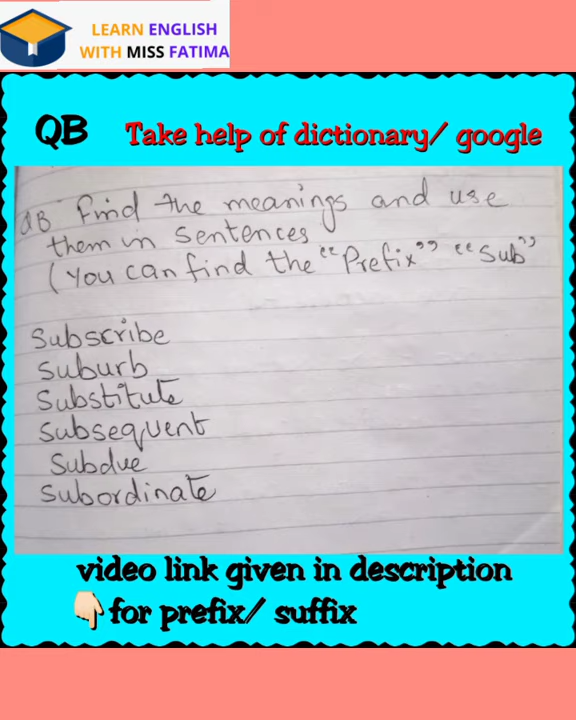 LEARN ENGLISH
WITH MISS FATIMA
QB Take help of dictionary/ google
QB Find the meanings and use
them in sentences
(You can find the "Prefix" "Sub"
Subscribe
Suburb
Substitute
Subsequent
Subdue
Subordinate
video link given in description
👇🏻for prefix/ suffix